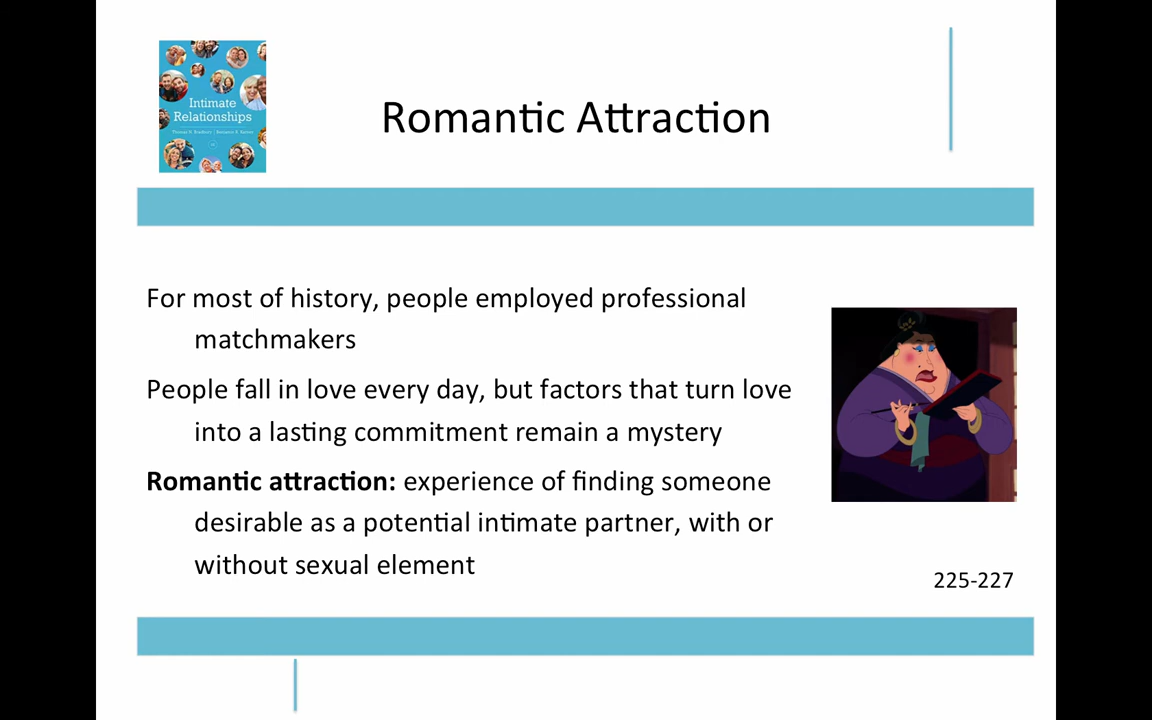 Intimate
Relationships
Romantic Attraction
For most of history, people employed professional
matchmakers
People fall in love every day, but factors that turn love
into a lasting commitment remain a mystery
Romantic attraction: experience of finding someone
desirable as a potential intimate partner, with or
without sexual element
225-227